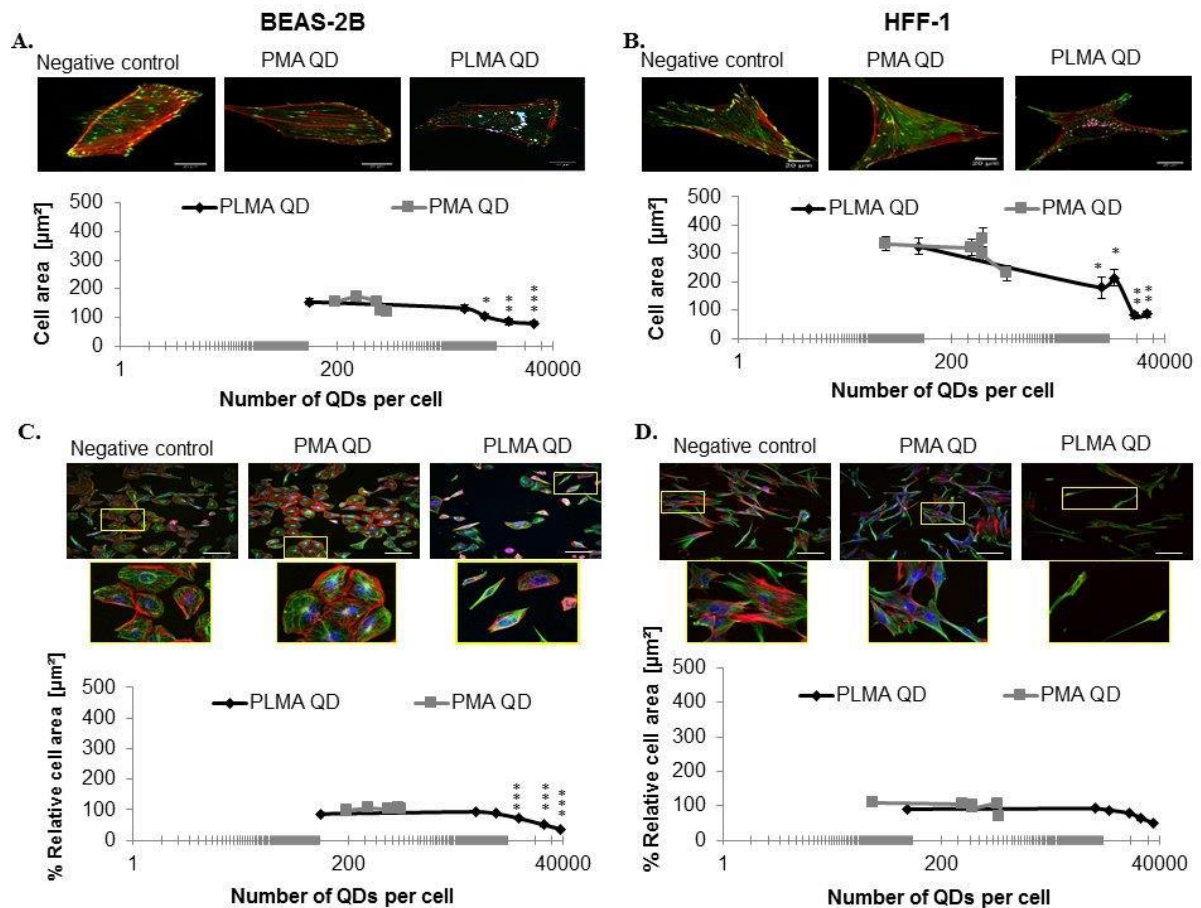 BEAS-2B
HFF-1
A.
Negative control
PMA QD
PLMA QD
B.
Negative control
PMA QD
PLMA QD
20 µm
20 µm
Cell area [µm²]
500
400
300
200
100
0
PLMA QD
PMA QD
*
**
***
1
200
40000
Number of QDs per cell
Cell area [µm²]
500
400
300
200
100
0
PLMA QD
PMA QD
*
*
***
***
1
200
40000
Number of QDs per cell
C.
Negative control
PMA QD
PLMA QD
D.
Negative control
PMA QD
PLMA QD
% Relative cell area [µm²]
500
400
300
200
100
0
PLMA QD
PMA QD
***
***
***
1
200
40000
Number of QDs per cell
% Relative cell area [µm²]
500
400
300
200
100
0
PLMA QD
PMA QD
1
200
40000
Number of QDs per cell